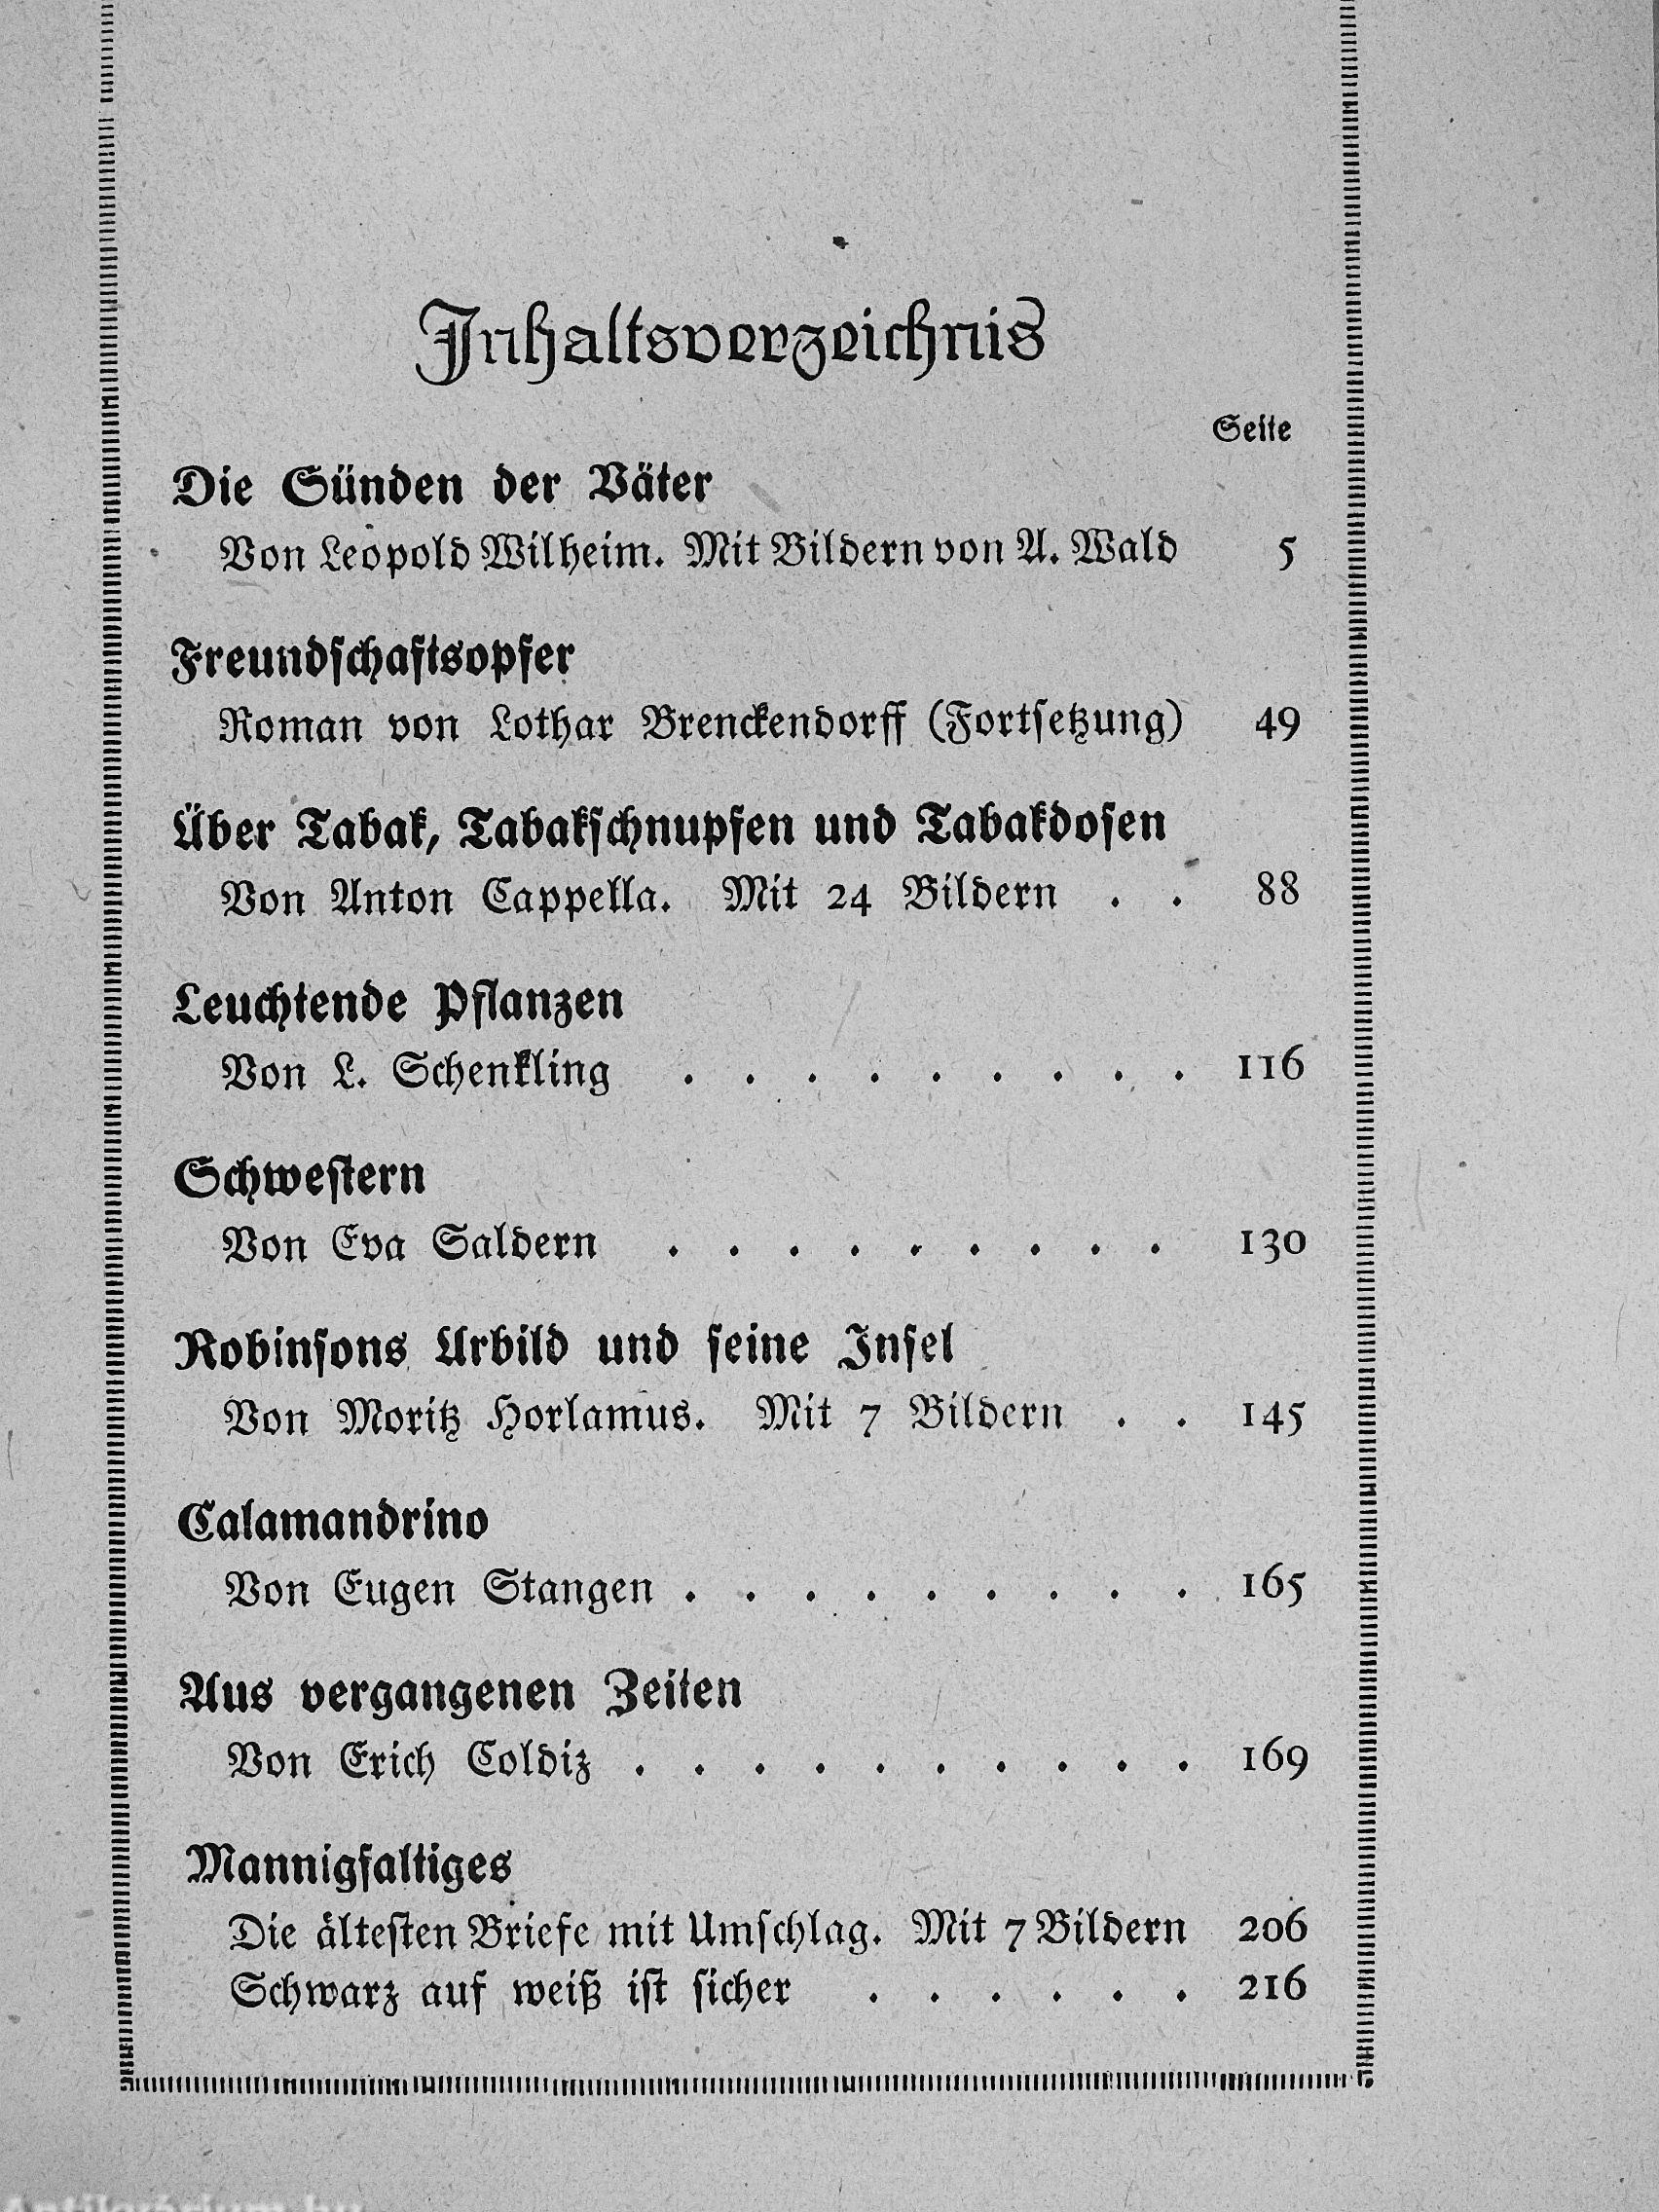 Inhaltsverzeichnis
Seite
Die Sünden der Väter
Von Leopold Wilheim. Mit Bildern von A. Wald 5
Freundschaftsopfer
Roman von Lothar Brenckendorff (Fortsetzung) 49
Über Tabak, Tabakschnupfen und Tabakdosen
Von Anton Cappella. Mit 24 Bildern . . 88
Leuchtende Pflanzen
Von L. Schenkling . . . . . . . . . 116
Schwestern
Von Eva Saldern . . . . . . . . . 130
Robinsons Urbild und seine Insel
Von Moritz Horlamus. Mit 7 Bildern . . 145
Calamandrino
Von Eugen Stangen . . . . . . . . . 165
Aus vergangenen Zeiten
Von Erich Coldiz . . . . . . . . . . 169
Mannigfaltiges
Die ältesten Briefe mit Umschlag. Mit 7 Bildern 206
Schwarz auf weiß ist sicher . . . . . . 216